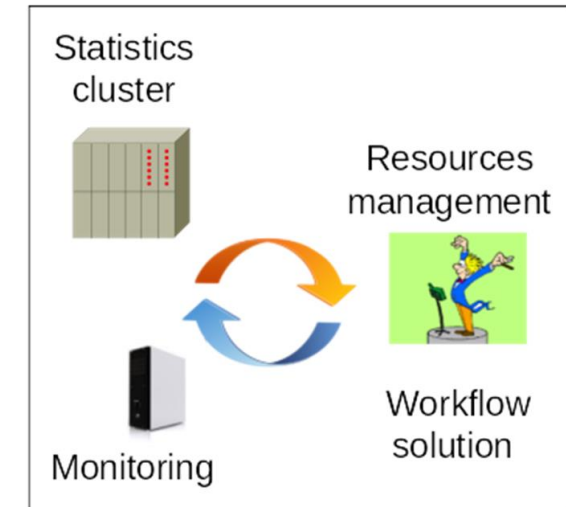 Statistics
cluster
Resources
management
Workflow
solution
Monitoring